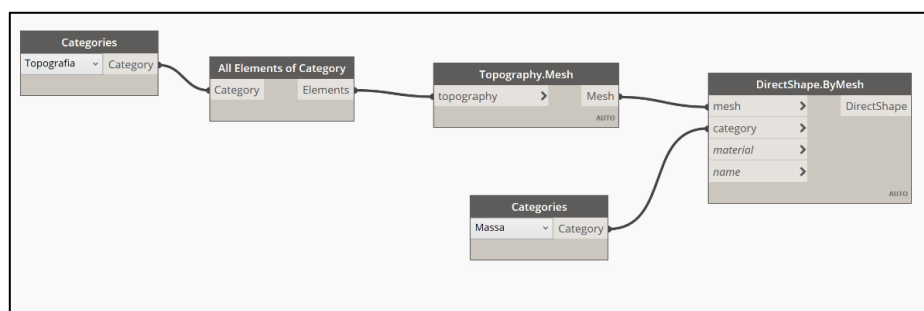 Categories
Topografia Category
All Elements of Category
Category Elements
Topography.Mesh
topography > Mesh
AUTO
DirectShape.ByMesh
mesh > DirectShape
category >
material >
name >
AUTO
Categories
Massa Category